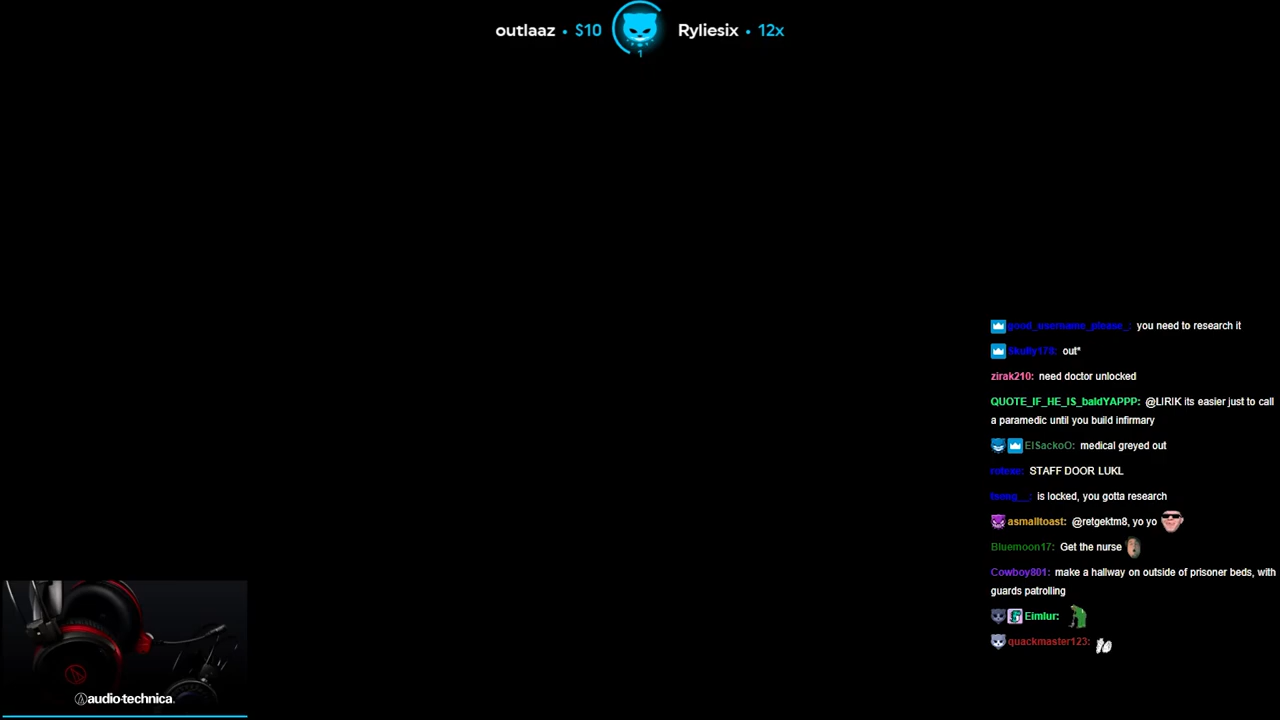 outlaaz • $10
1
Ryliesix • 12x
good_username_please_: you need to research it
Skully178: out*
zirak210: need doctor unlocked
QUOTE_IF_HE_IS_baldYAPPP: @LIRIK its easier just to call
a paramedic until you build infirmary
ElSackoO: medical greyed out
rolexe: STAFF DOOR LUKL
is locked, you gotta research
asmalltoast: @retgektm8, yo yo
Bluemoon17: Get the nurse
Cowboy801: make a hallway on outside of prisoner beds, with
guards patrolling
Eimlur:
quackmaster123:
audio-technica